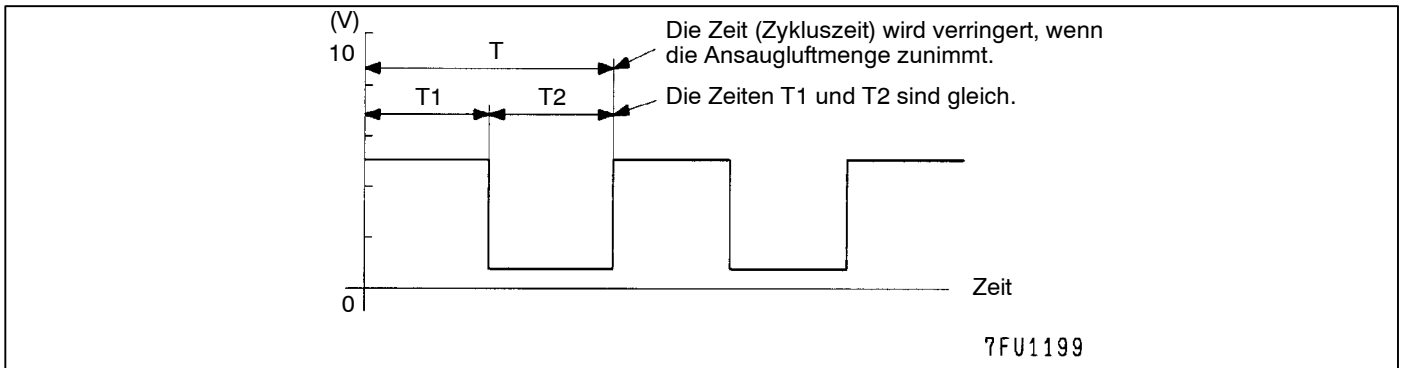 (V)
10
T
Die Zeit (Zykluszeit) wird verringert, wenn
die Ansaugluftmenge zunimmt.
T1
T2
Die Zeiten T1 und T2 sind gleich.
0
Zeit
7FU1199